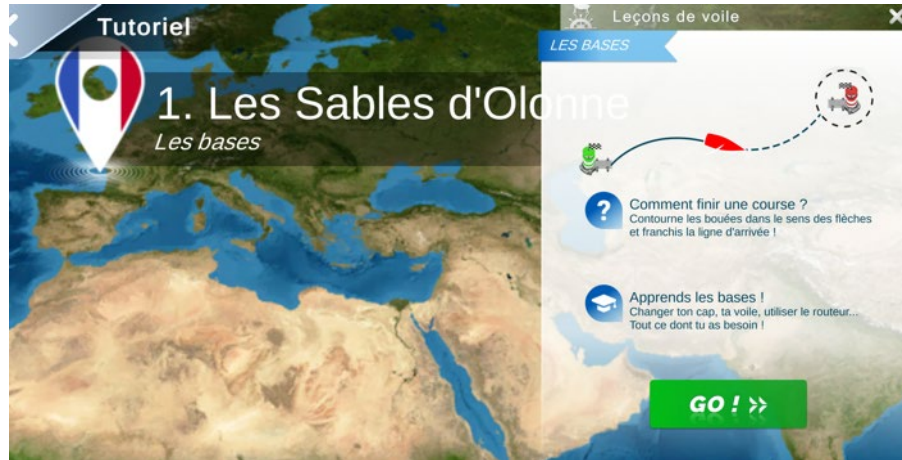 Tutoriel
Leçons de voile
LES BASES
1. Les Sables d'Olonne
Les bases
?
Comment finir une course ?
Contourne les bouées dans le sens des flèches
et franchis la ligne d'arrivée !
Apprends les bases !
Changer ton cap, ta voile, utiliser le routeur...
Tout ce dont tu as besoin !
GO ! >>